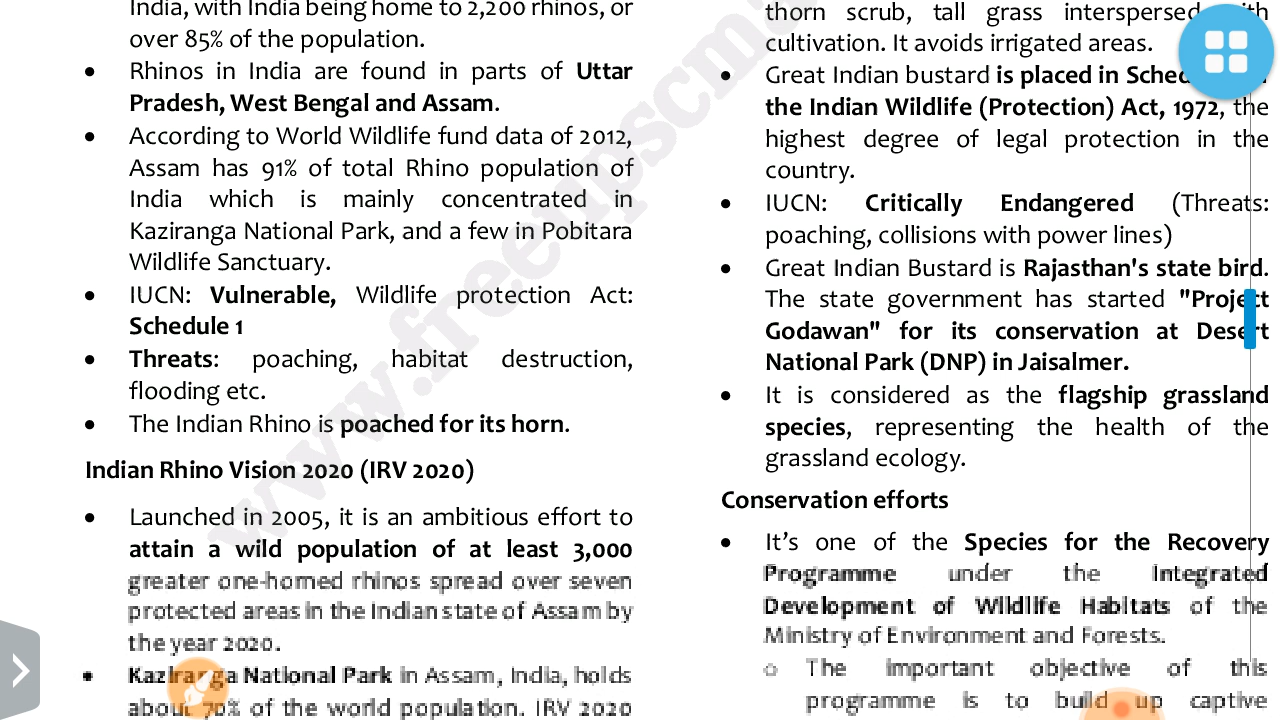 India, with India being home to 2,200 rhinos, or
over 85% of the population.
• Rhinos in India are found in parts of Uttar
Pradesh, West Bengal and Assam.
• According to World Wildlife fund data of 2012,
Assam has 91% of total Rhino population of
India which is mainly concentrated in
Kaziranga National Park, and a few in Pobitara
Wildlife Sanctuary.
• IUCN: Vulnerable, Wildlife protection Act:
Schedule 1
• Threats: poaching, habitat destruction,
flooding etc.
• The Indian Rhino is poached for its horn.
Indian Rhino Vision 2020 (IRV 2020)
• Launched in 2005, it is an ambitious effort to
attain a wild population of at least 3,000
greater one-horned rhinos spread over seven
protected areas in the Indian state of Assam by
the year 2020.
• Kaziranga National Park in Assam, India, holds
about 70% of the world population. IRV 2020
thorn scrub, tall grass interspersed with
cultivation. It avoids irrigated areas.
• Great Indian bustard is placed in
the Indian Wildlife (Protection) Act, 1972, the
highest degree of legal protection in the
country.
• IUCN: Critically Endangered (Threats:
poaching, collisions with power lines)
• Great Indian Bustard is Rajasthan's state bird.
The state government has started "Project
Godawan" for its conservation at Desert
National Park (DNP) in Jaisalmer.
• It is considered as the flagship grassland
species, representing the health of the
grassland ecology.
Conservation efforts
• It's one of the Species for the Recovery
Programme under the Integrated
Development of Wildlife Habitats of the
Ministry of Environment and Forests.
o The important objective of this
programme is to build up captive